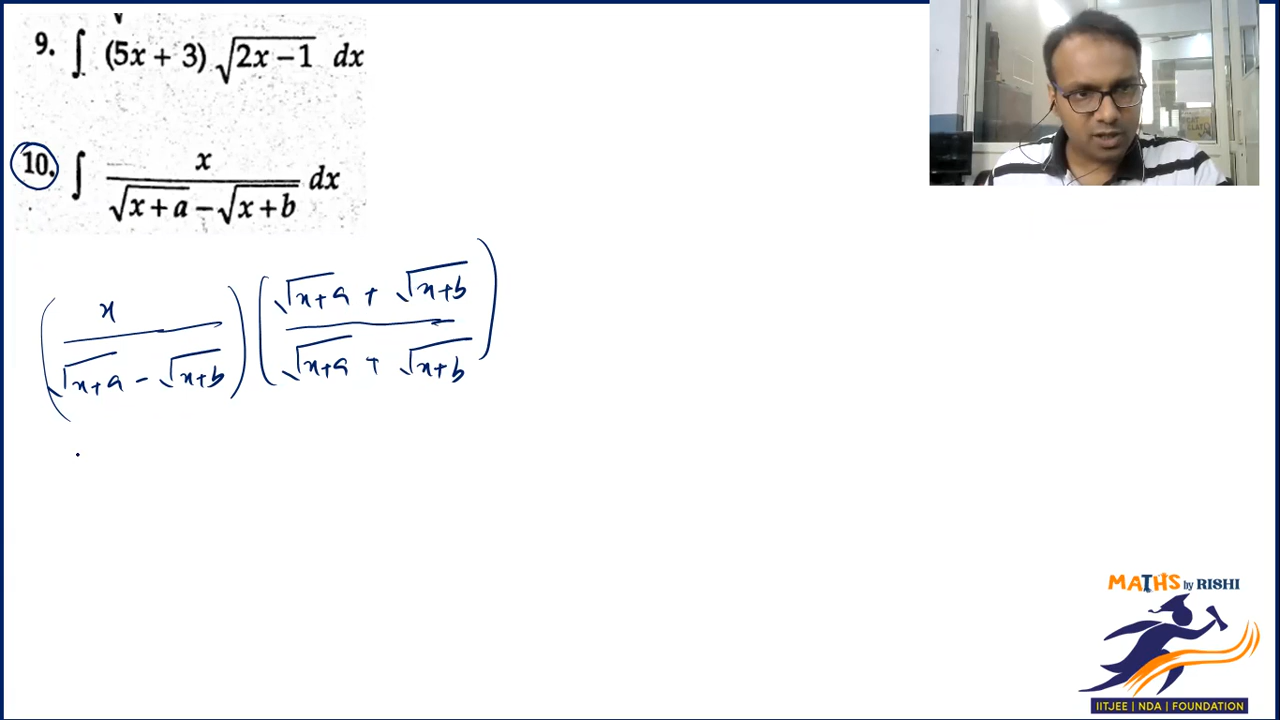 9. ∫ (5x + 3) √(2x – 1) dx
10. ∫ x / (√(x + a) – √(x + b)) dx
(x / (√(x+a) - √(x+b))) ((√(x+a) + √(x+b)) / (√(x+a) + √(x+b)))
MATHS by RISHI
IITJEE | NDA | FOUNDATION